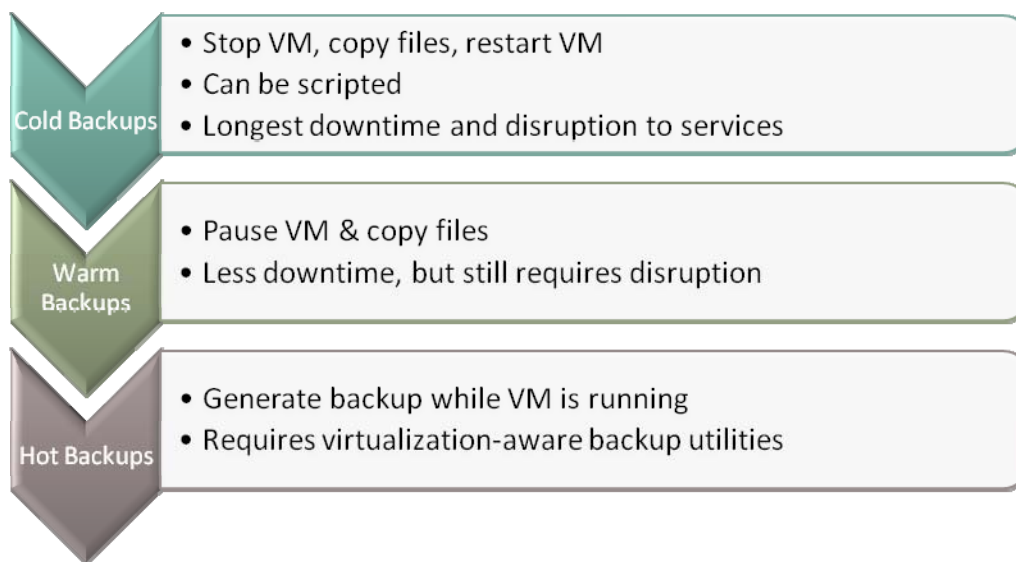 Cold Backups
• Stop VM, copy files, restart VM
• Can be scripted
• Longest downtime and disruption to services
Warm
Backups
• Pause VM & copy files
• Less downtime, but still requires disruption
Hot Backups
• Generate backup while VM is running
• Requires virtualization-aware backup utilities